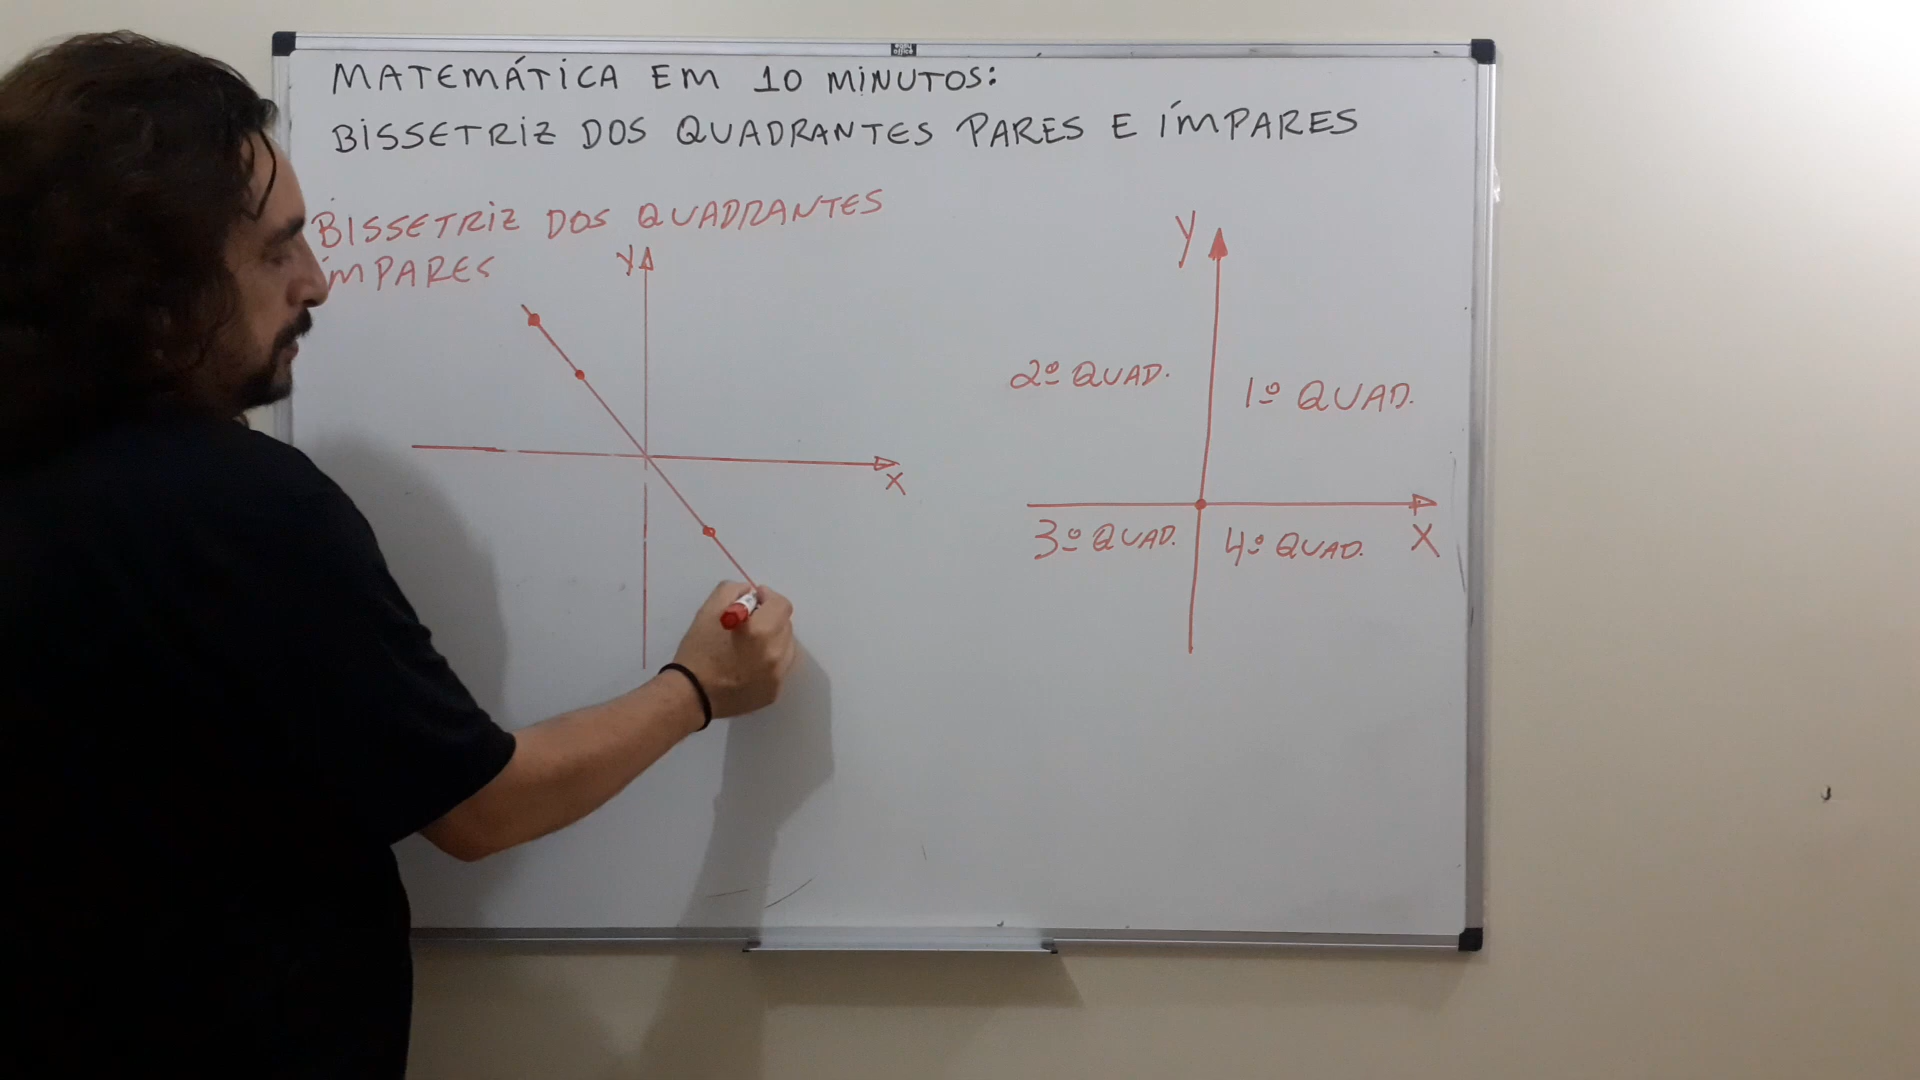 MATEMÁTICA EM 10 MINUTOS:
BISSETRIZ DOS QUADRANTES PARES E ÍMPARES
BISSETRIZ DOS QUADRANTES
ÍMPARES
Y
X
Y
2º QUAD.
1º QUAD.
3º QUAD.
4º QUAD.
X